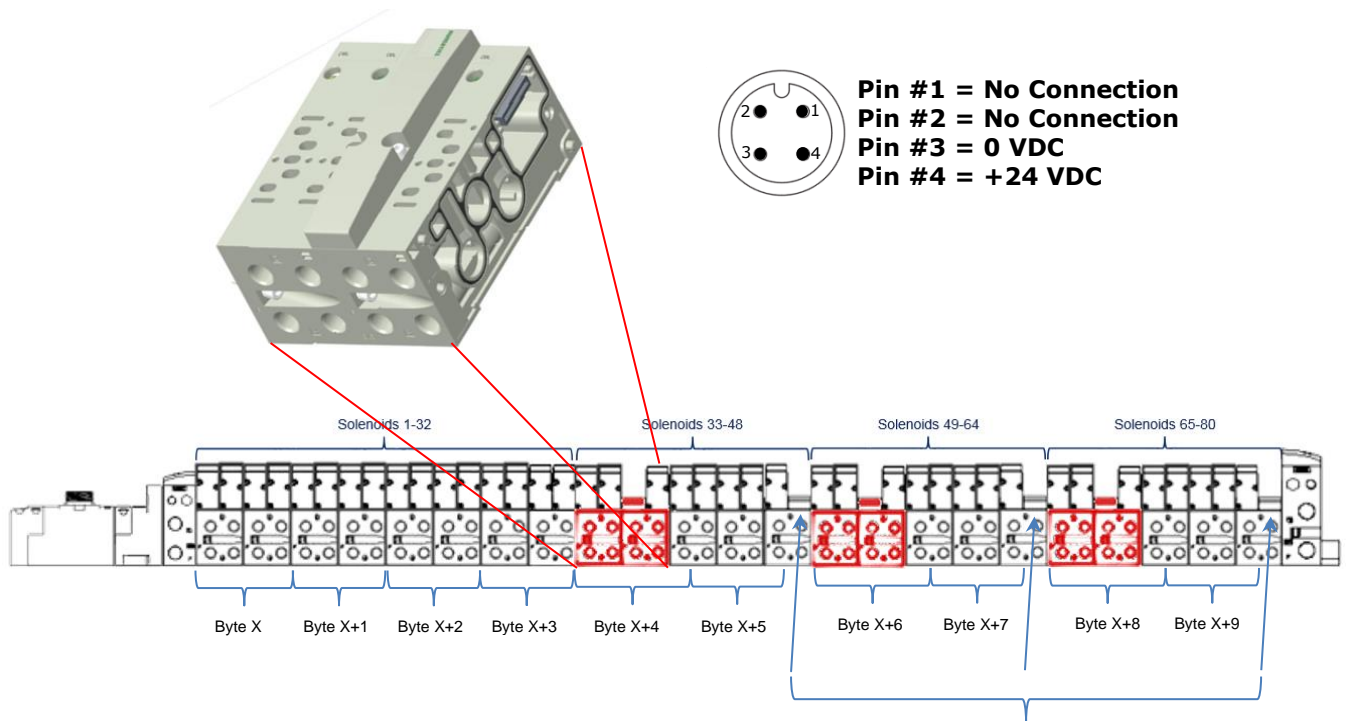 2
1
3
4
Pin #1 = No Connection
Pin #2 = No Connection
Pin #3 = 0 VDC
Pin #4 = +24 VDC
Solenoids 1-32
Solenoids 33-48
Solenoids 49-64
Solenoids 65-80
Byte X
Byte X+1
Byte X+2
Byte X+3
Byte X+4
Byte X+5
Byte X+6
Byte X+7
Byte X+8
Byte X+9